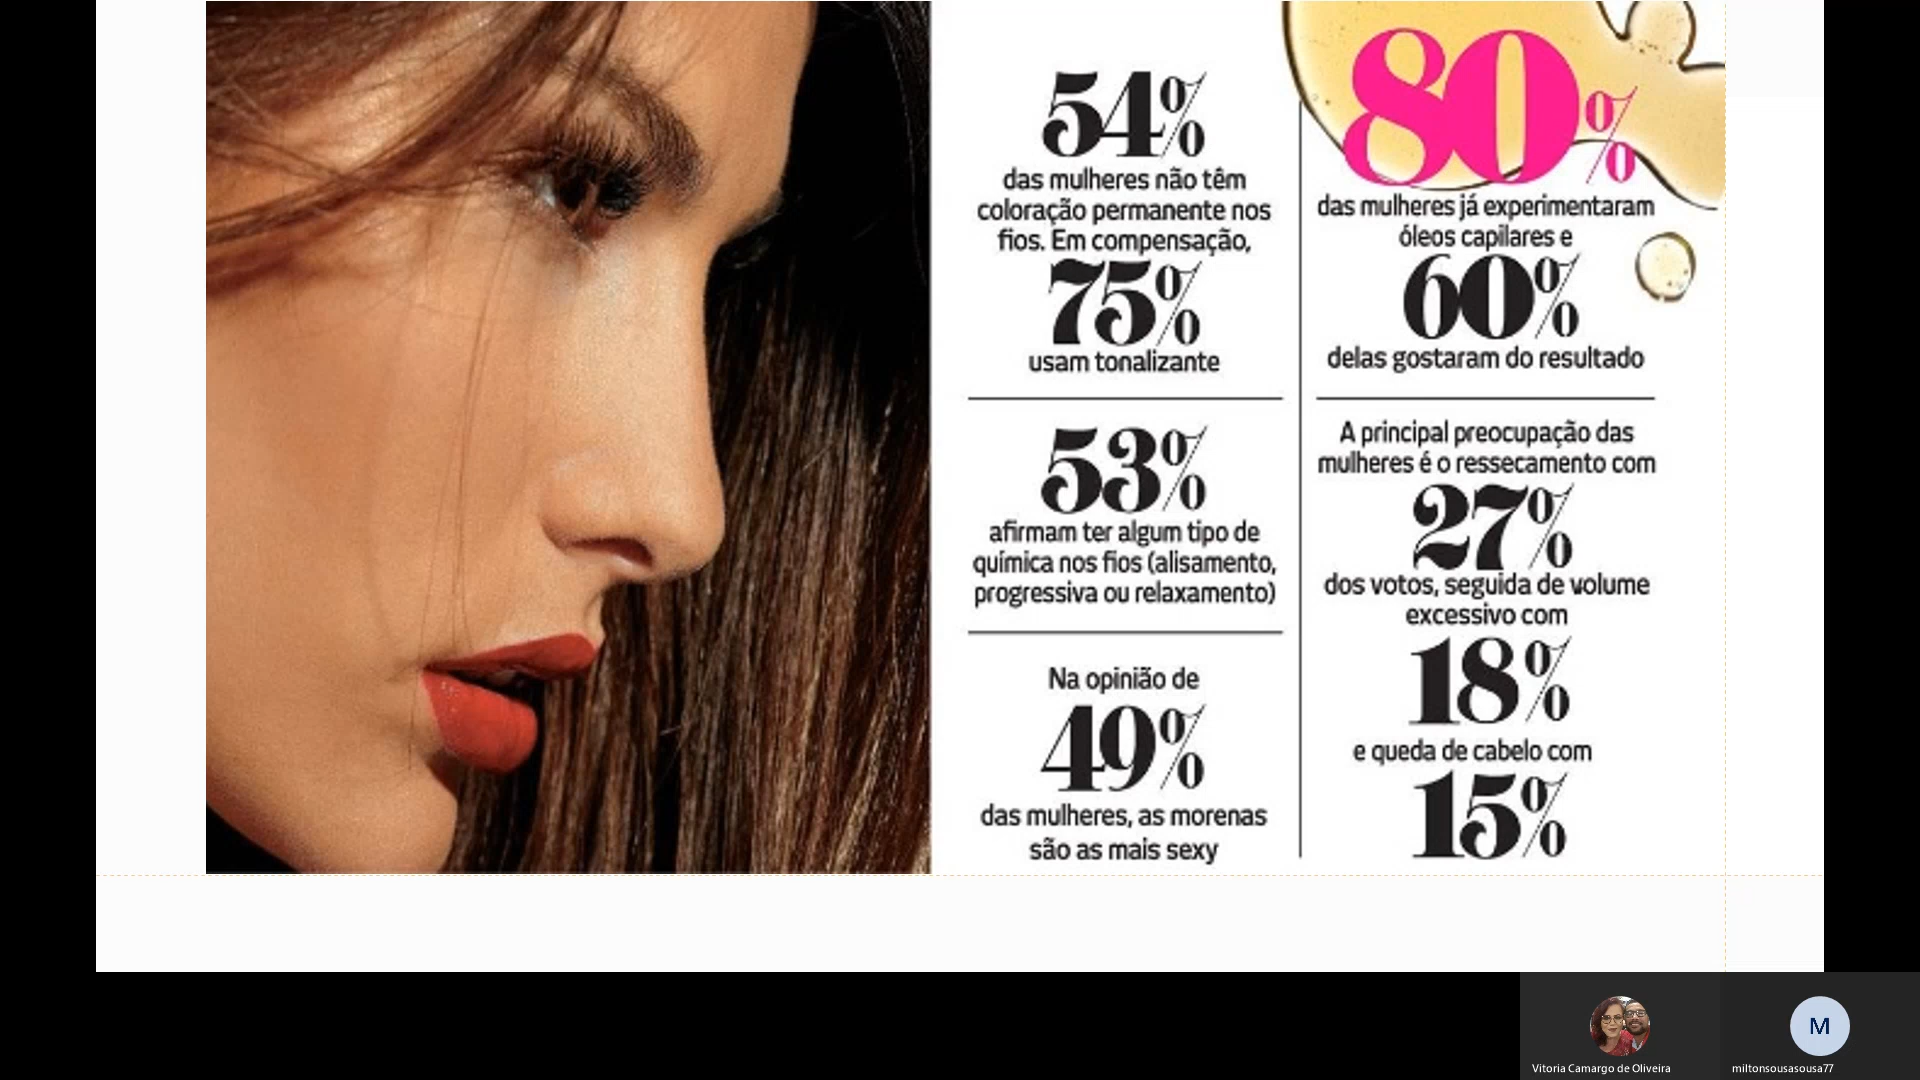 54%
das mulheres não têm
coloração permanente nos
fios. Em compensação,
75%
usam tonalizante
53%
afirmam ter algum tipo de
química nos fios (alisamento,
progressiva ou relaxamento)
Na opinião de
49%
das mulheres, as morenas
são as mais sexy
80%
das mulheres já experimentaram
óleos capilares e
60%
delas gostaram do resultado
A principal preocupação das
mulheres é o ressecamento com
27%
dos votos, seguida de volume
excessivo com
18%
e queda de cabelo com
15%
M
Vitoria Camargo de Oliveira
miltonsousasousa77